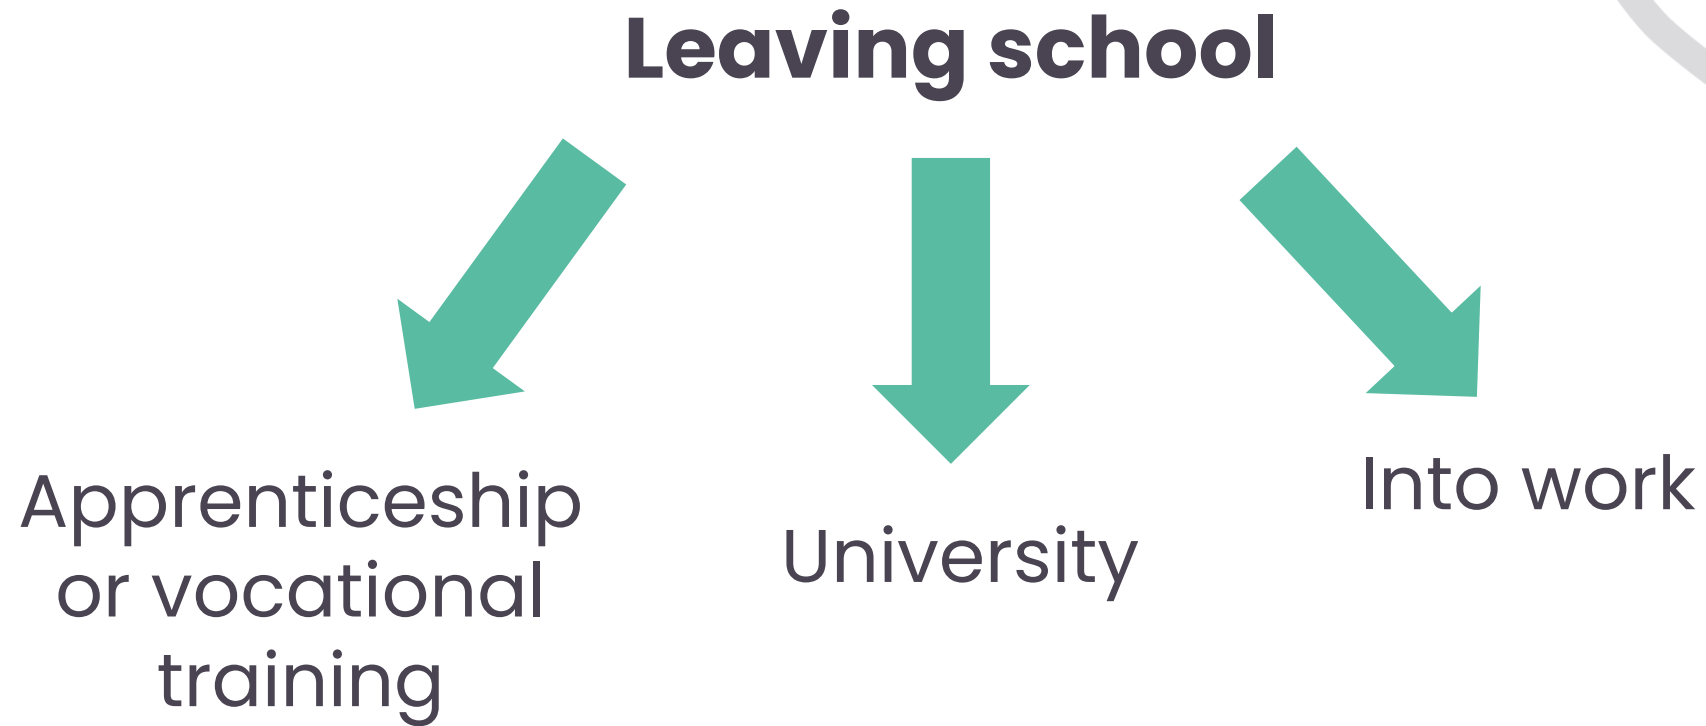 Leaving school
Apprenticeship
or vocational
training
University
Into work